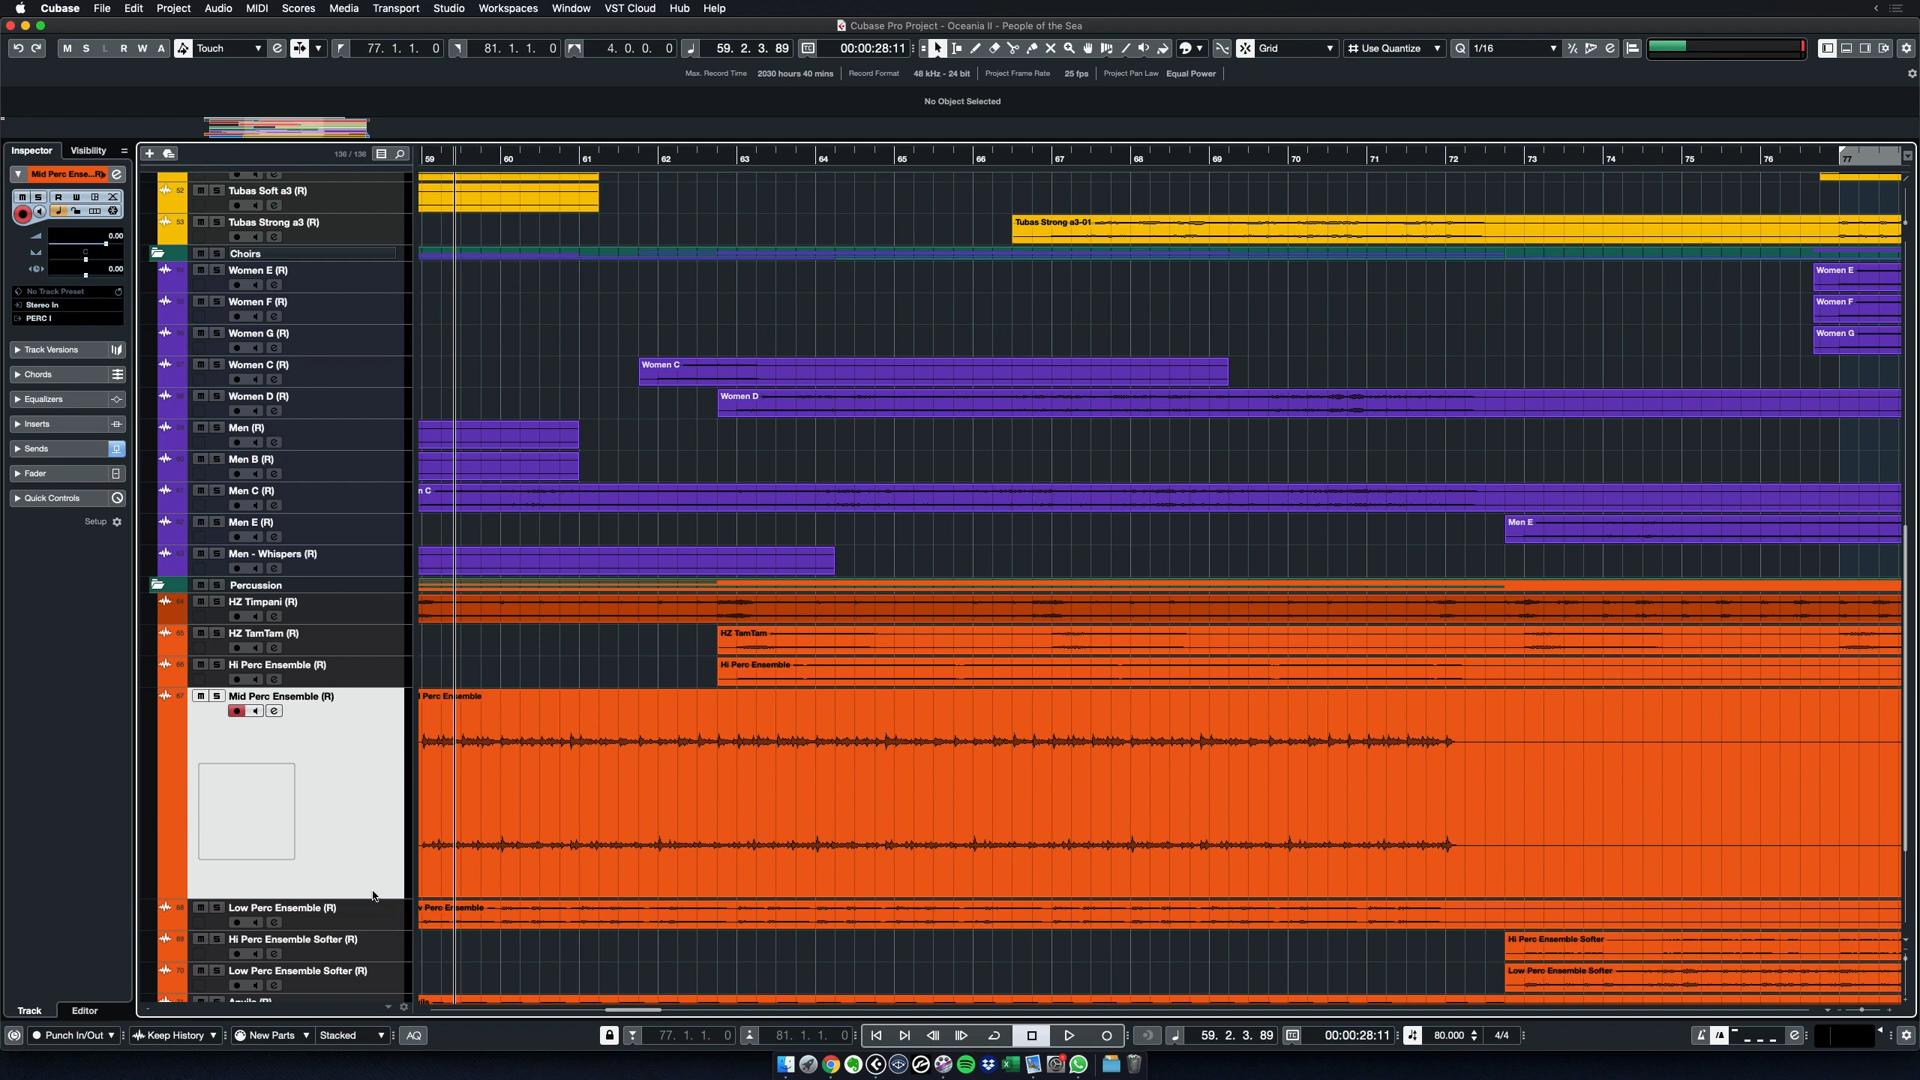 Cubase File Edit Project Audio MIDI Scores Media Transport Studio Workspaces Window VST Cloud Hub Help
Cubase Pro Project - Oceania II - People of the Sea
M S L R W A Touch 77. 1. 1. 0 81. 1. 1. 0 4. 0. 0. 0 59. 2. 3. 89 00:00:28:11 Grid Use Quantize 1/16
Max. Record Time 2030 hours 40 mins Record Format 48 kHz - 24 bit Project Frame Rate 25 fps Project Pan Law Equal Power
No Object Selected
Inspector Visibility
136 / 136
59 60 61 62 63 64 65 66 67 68 69 70 71 72 73 74 75 76 77
Mid Perc Ense...R)
M S R W
0.00
C
0.00
No Track Preset
Stereo In
PERC I
Track Versions
Chords
Equalizers
Inserts
Sends
Fader
Quick Controls
Setup
52 M S Tubas Soft a3 (R)
53 M S Tubas Strong a3 (R)
Tubas Strong a3-01
M S Choirs
M S Women E (R)
Women E
M S Women F (R)
Women F
M S Women G (R)
Women G
M S Women C (R)
Women C
M S Women D (R)
Women D
M S Men (R)
M S Men B (R)
M S Men C (R)
n C
M S Men E (R)
Men E
M S Men - Whispers (R)
M S Percussion
64 M S HZ Timpani (R)
65 M S HZ TamTam (R)
HZ TamTam
66 M S Hi Perc Ensemble (R)
Hi Perc Ensemble
67 M S Mid Perc Ensemble (R)
Perc Ensemble
68 M S Low Perc Ensemble (R)
Perc Ensemble
69 M S Hi Perc Ensemble Softer (R)
Hi Perc Ensemble Softer
70 M S Low Perc Ensemble Softer (R)
Low Perc Ensemble Softer
Track Editor
Punch In/Out Keep History New Parts Stacked AQ 77. 1. 1. 0 81. 1. 1. 0 59. 2. 3. 89 00:00:28:11 80.000 4/4